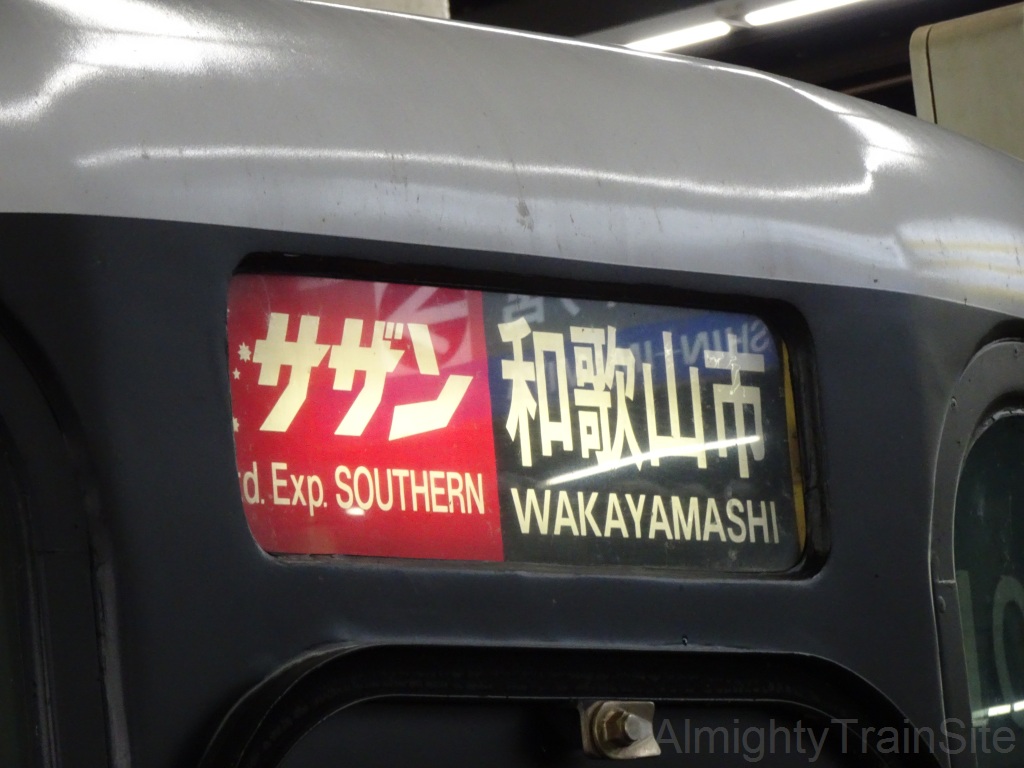 サザン
Exp. SOUTHERN
和歌山市
WAKAYAMASHI
AlmightyTrainSite